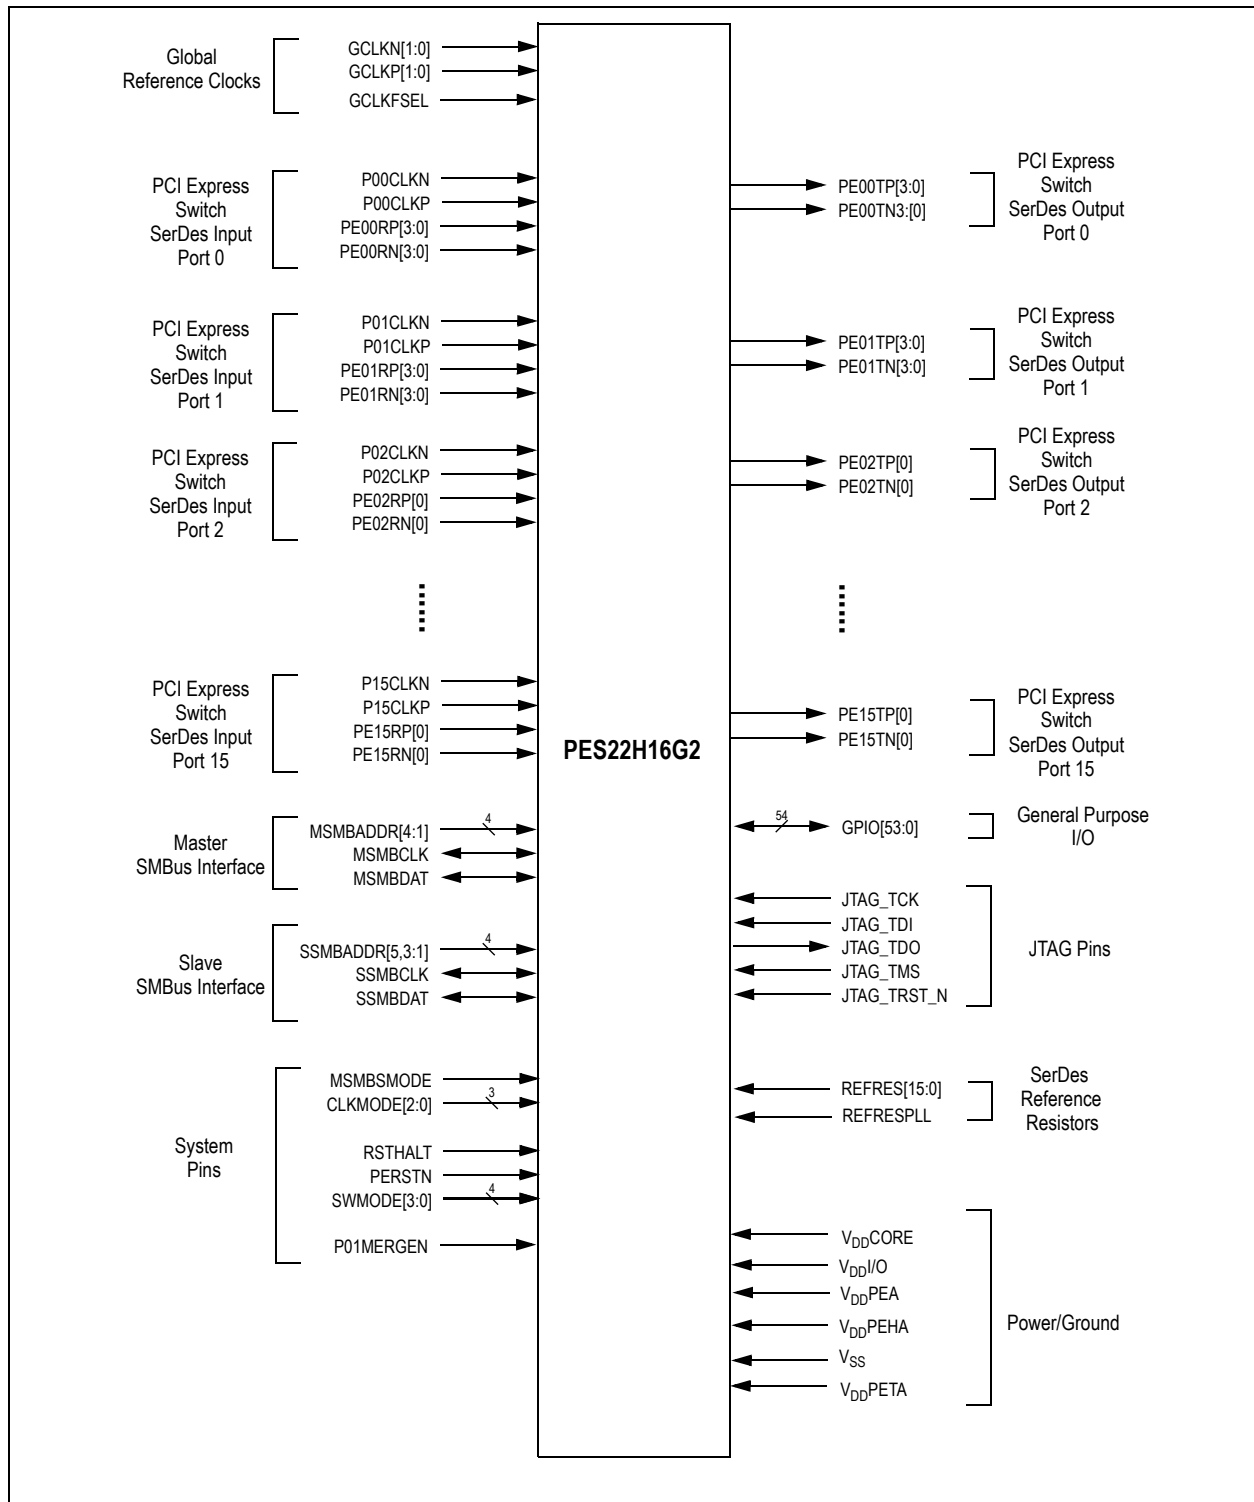 Global
Reference Clocks
GCLKN[1:0]
GCLKP[1:0]
GCLKFSEL
PCI Express
Switch
SerDes Input
Port 0
P00CLKN
P00CLKP
PE00RP[3:0]
PE00RN[3:0]
PE00TP[3:0]
PE00TN3:[0]
PCI Express
Switch
SerDes Output
Port 0
PCI Express
Switch
SerDes Input
Port 1
P01CLKN
P01CLKP
PE01RP[3:0]
PE01RN[3:0]
PE01TP[3:0]
PE01TN[3:0]
PCI Express
Switch
SerDes Output
Port 1
PCI Express
Switch
SerDes Input
Port 2
P02CLKN
P02CLKP
PE02RP[0]
PE02RN[0]
PE02TP[0]
PE02TN[0]
PCI Express
Switch
SerDes Output
Port 2
PCI Express
Switch
SerDes Input
Port 15
P15CLKN
P15CLKP
PE15RP[0]
PE15RN[0]
PES22H16G2
PE15TP[0]
PE15TN[0]
PCI Express
Switch
SerDes Output
Port 15
Master
SMBus Interface
MSMBADDR[4:1]
4
MSMBCLK
MSMBDAT
54
GPIO[53:0]
General Purpose
I/O
Slave
SMBus Interface
SSMBADDR[5,3:1]
4
SSMBCLK
SSMBDAT
JTAG_TCK
JTAG_TDI
JTAG_TDO
JTAG_TMS
JTAG_TRST_N
JTAG Pins
System
Pins
MSMBSMODE
CLKMODE[2:0]
3
RSTHALT
PERSTN
SWMODE[3:0]
4
P01MERGEN
REFRES[15:0]
REFRESPLL
SerDes
Reference
Resistors
VDDCORE
VDDI/O
VDDPEA
VDDPEHA
VSS
VDDPETA
Power/Ground